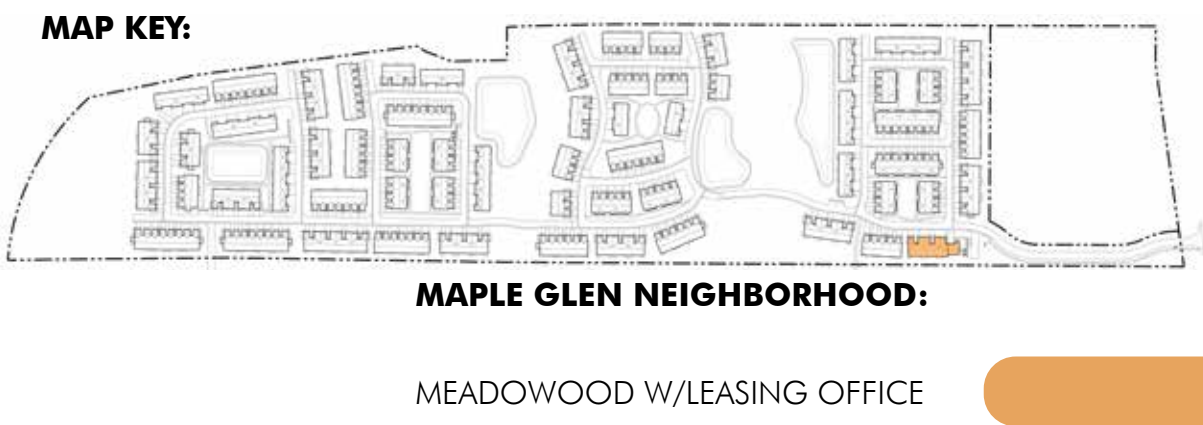 MAP KEY:
MAPLE GLEN NEIGHBORHOOD:
MEADOWOOD W/LEASING OFFICE